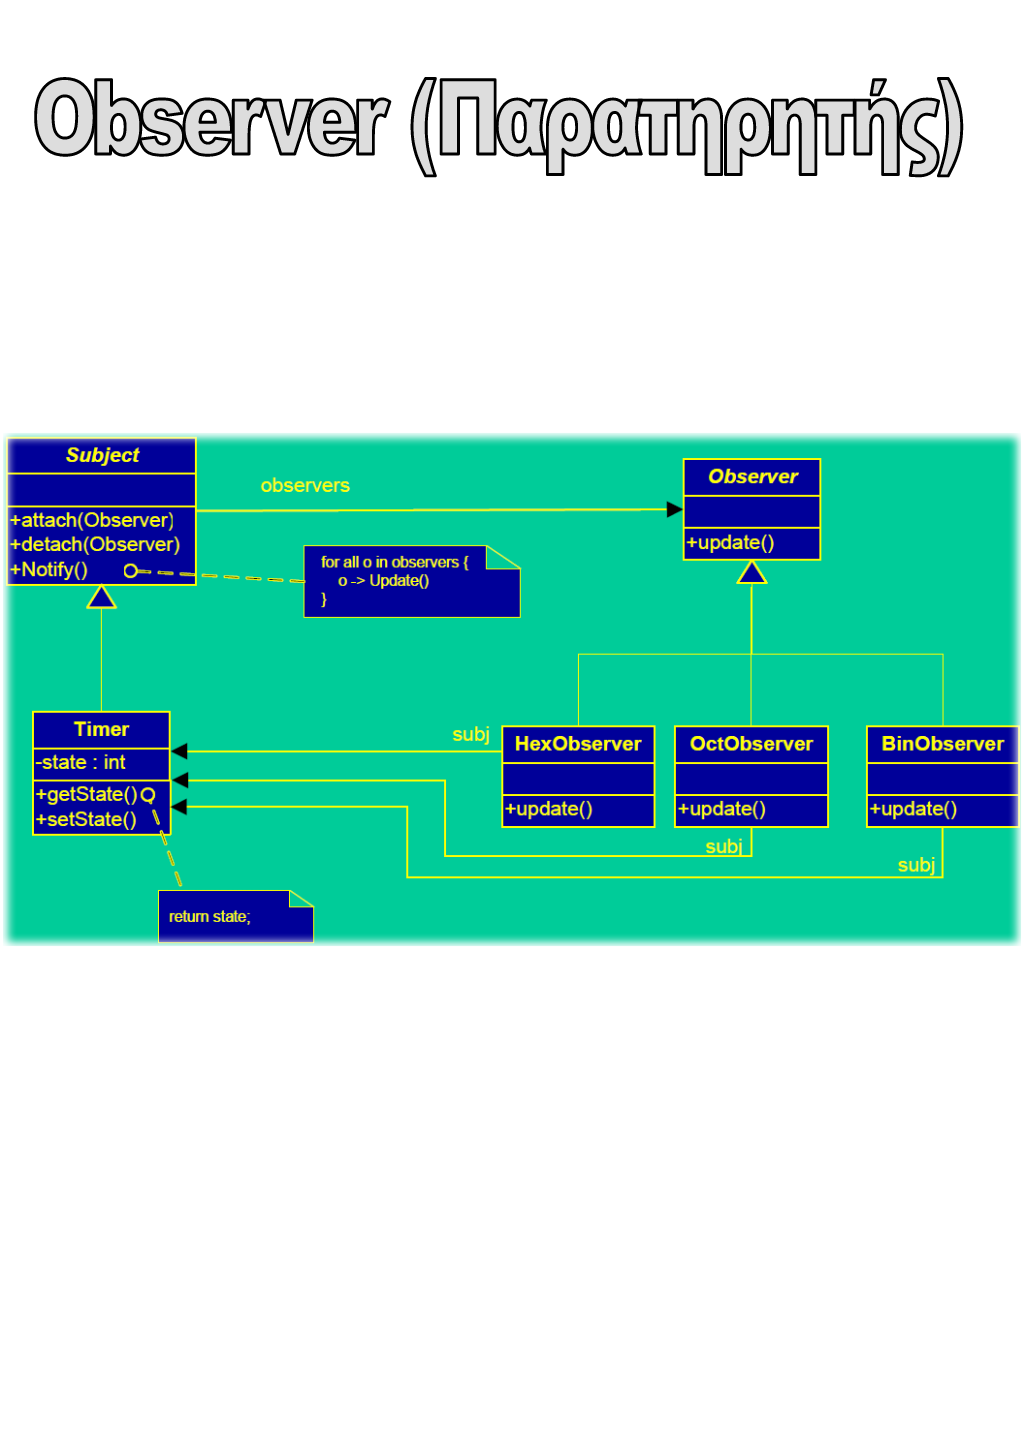 Observer (Παρατηρητής)
Subject
+attach(Observer)
+detach(Observer)
+Notify()
observers
Observer
+update()
for all o in observers {
o -> Update()
}
Timer
-state : int
+getState()
+setState()
subj
HexObserver
+update()
OctObserver
+update()
BinObserver
+update()
subj
subj
return state;